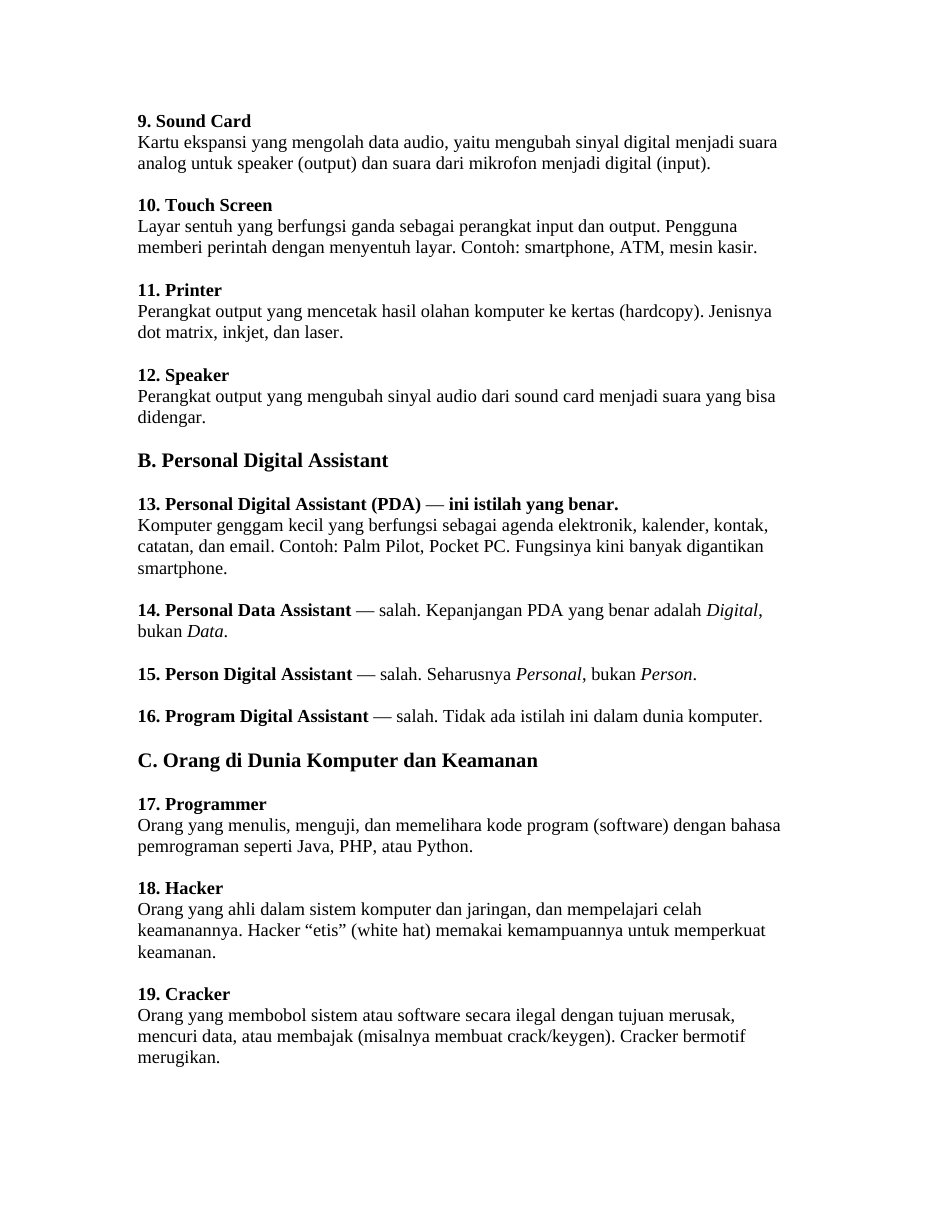 9. Sound Card
Kartu ekspansi yang mengolah data audio, yaitu mengubah sinyal digital menjadi suara
analog untuk speaker (output) dan suara dari mikrofon menjadi digital (input).
10. Touch Screen
Layar sentuh yang berfungsi ganda sebagai perangkat input dan output. Pengguna
memberi perintah dengan menyentuh layar. Contoh: smartphone, ATM, mesin kasir.
11. Printer
Perangkat output yang mencetak hasil olahan komputer ke kertas (hardcopy). Jenisnya
dot matrix, inkjet, dan laser.
12. Speaker
Perangkat output yang mengubah sinyal audio dari sound card menjadi suara yang bisa
didengar.
B. Personal Digital Assistant
13. Personal Digital Assistant (PDA) — ini istilah yang benar.
Komputer genggam kecil yang berfungsi sebagai agenda elektronik, kalender, kontak,
catatan, dan email. Contoh: Palm Pilot, Pocket PC. Fungsinya kini banyak digantikan
smartphone.
14. Personal Data Assistant — salah. Kepanjangan PDA yang benar adalah Digital,
bukan Data.
15. Person Digital Assistant — salah. Seharusnya Personal, bukan Person.
16. Program Digital Assistant — salah. Tidak ada istilah ini dalam dunia komputer.
C. Orang di Dunia Komputer dan Keamanan
17. Programmer
Orang yang menulis, menguji, dan memelihara kode program (software) dengan bahasa
pemrograman seperti Java, PHP, atau Python.
18. Hacker
Orang yang ahli dalam sistem komputer dan jaringan, dan mempelajari celah
keamanannya. Hacker “etis” (white hat) memakai kemampuannya untuk memperkuat
keamanan.
19. Cracker
Orang yang membobol sistem atau software secara ilegal dengan tujuan merusak,
mencuri data, atau membajak (misalnya membuat crack/keygen). Cracker bermotif
merugikan.